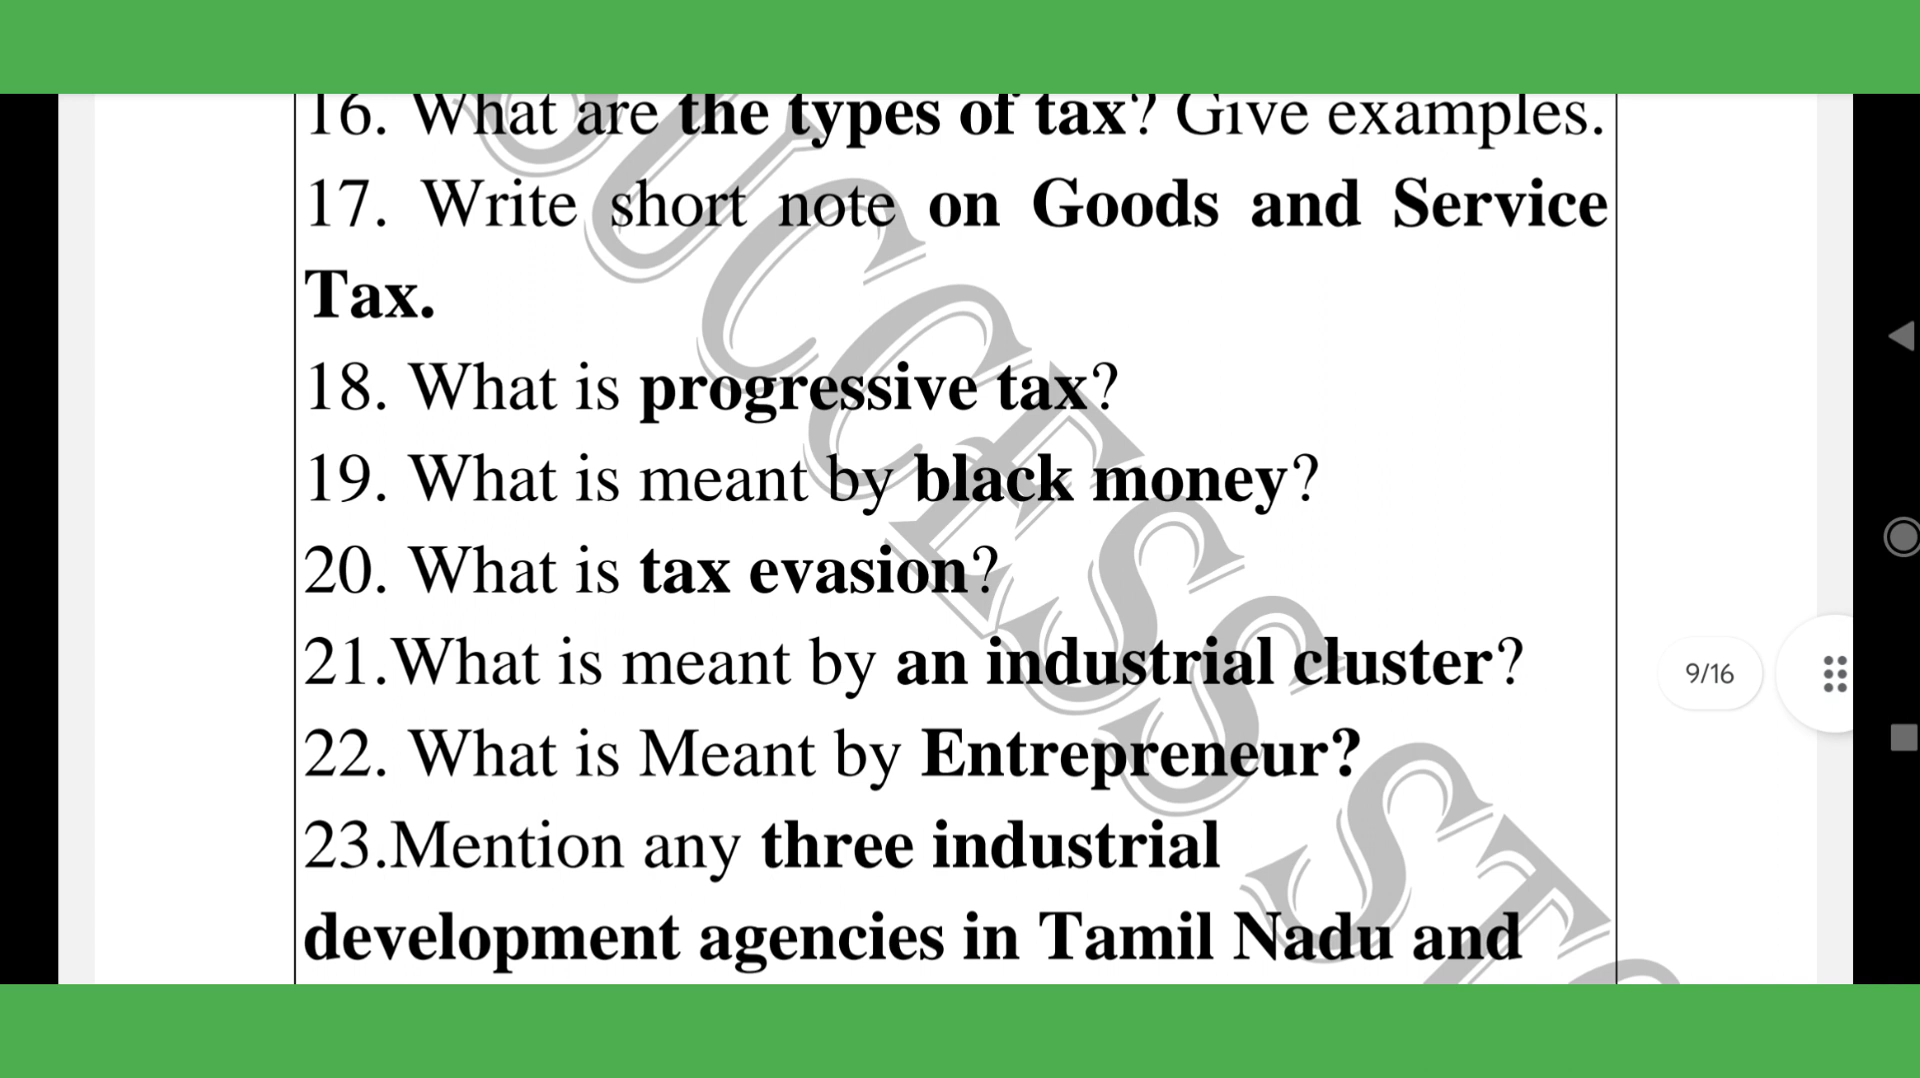 16. What are the types of tax? Give examples.
17. Write short note on Goods and Service
Tax.
18. What is progressive tax?
19. What is meant by black money?
20. What is tax evasion?
21.What is meant by an industrial cluster?
22. What is Meant by Entrepreneur?
23.Mention any three industrial
development agencies in Tamil Nadu and
9/16
SUCCESS